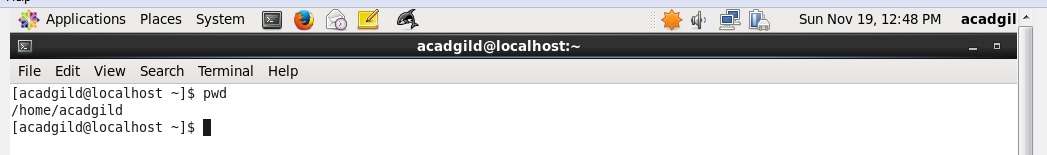 Applications Places System Sun Nov 19, 12:48 PM acadgil
acadgild@localhost:~
File Edit View Search Terminal Help
[acadgild@localhost ~]$ pwd
/home/acadgild
[acadgild@localhost ~]$